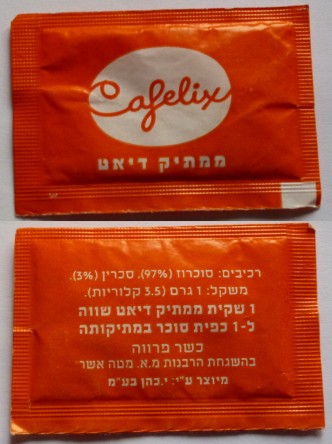 Cafelix
ממתיק דיאט
רכיבים: סוכרוז (97%), סכרין (3%).
משקל: 1 גרם (3.5 קלוריות).
1 שקית ממתיק דיאט שווה
ל-1 כפית סוכר במתיקותה
כשר פרווה
בהשגחת הרבנות מ.א. מטה אשר
מיוצר ע"י: י.כהן בע"מ